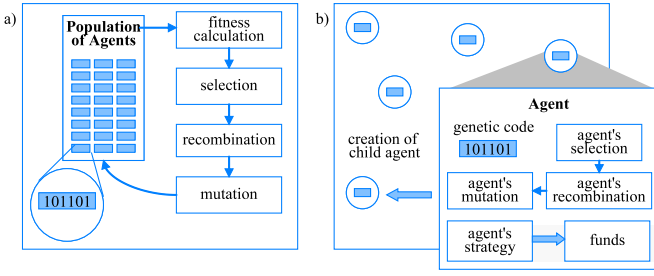 a)
Population
of Agents
fitness
calculation
selection
recombination
mutation
101101
b)
creation of
child agent
Agent
genetic code
101101
agent's
selection
agent's
mutation
agent's
recombination
agent's
strategy
funds